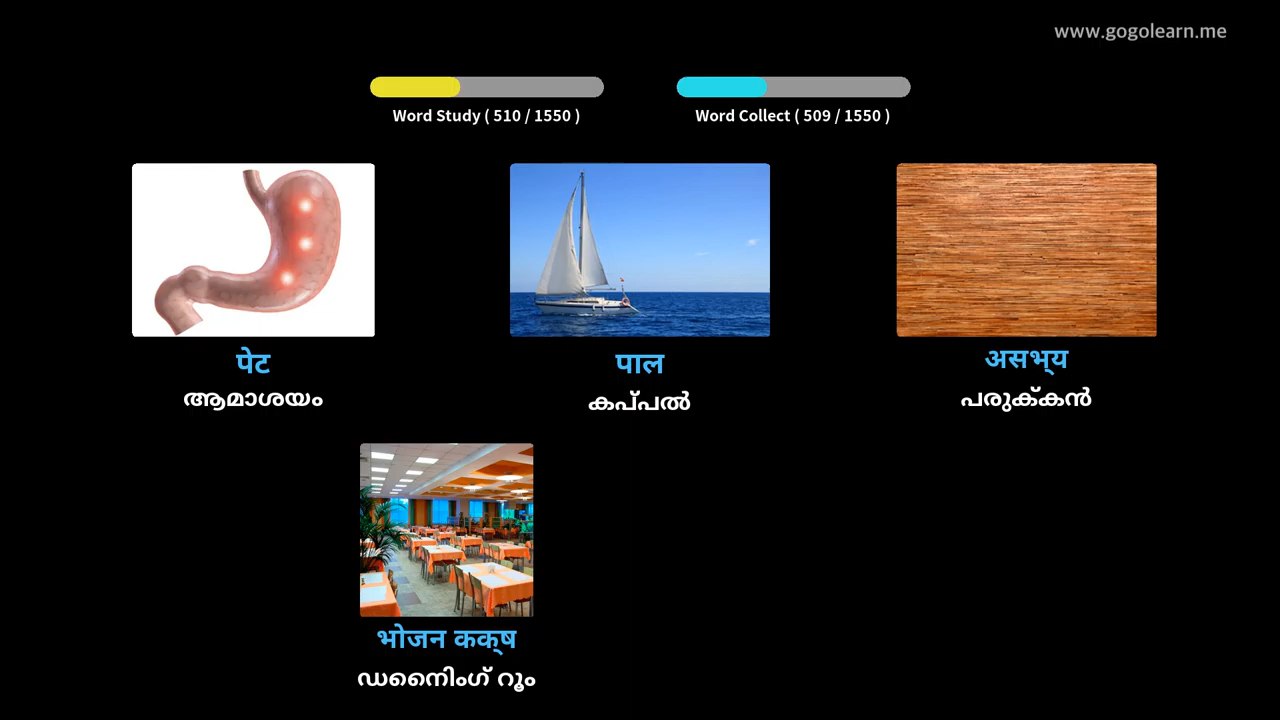 www.gogolearn.me
Word Study ( 510 / 1550 )
Word Collect ( 509 / 1550 )
पेट
ആമാശയം
पाल
കപ്പൽ
असभ्य
പരുക്കൻ
भोजन कक्ष
ഡൈനിംഗ് റൂം